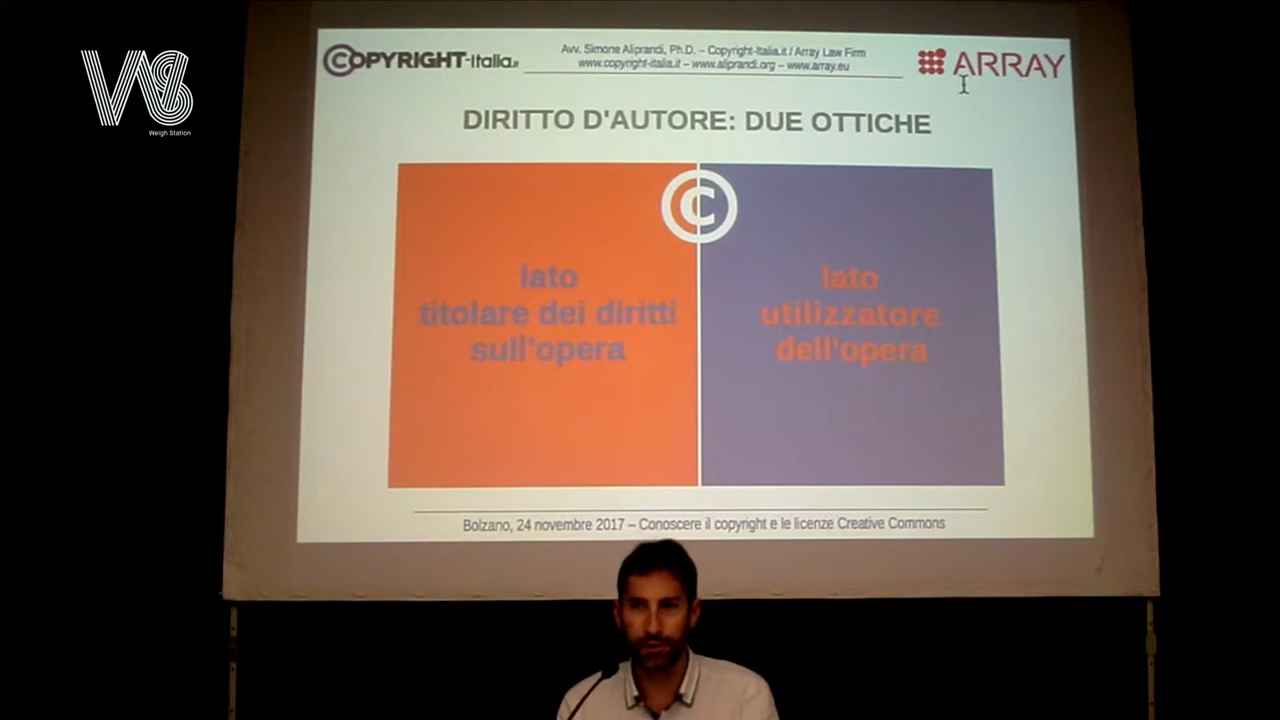 WS
Weigh Station
COPYRIGHT-Italia.it
Avv. Simone Aliprandi, Ph.D. – Copyright-Italia.it / Array Law Firm
www.copyright-italia.it – www.aliprandi.org – www.array.eu
ARRAY
DIRITTO D'AUTORE: DUE OTTICHE
©
lato
titolare dei diritti
sull'opera
lato
utilizzatore
dell'opera
Bolzano, 24 novembre 2017 – Conoscere il copyright e le licenze Creative Commons